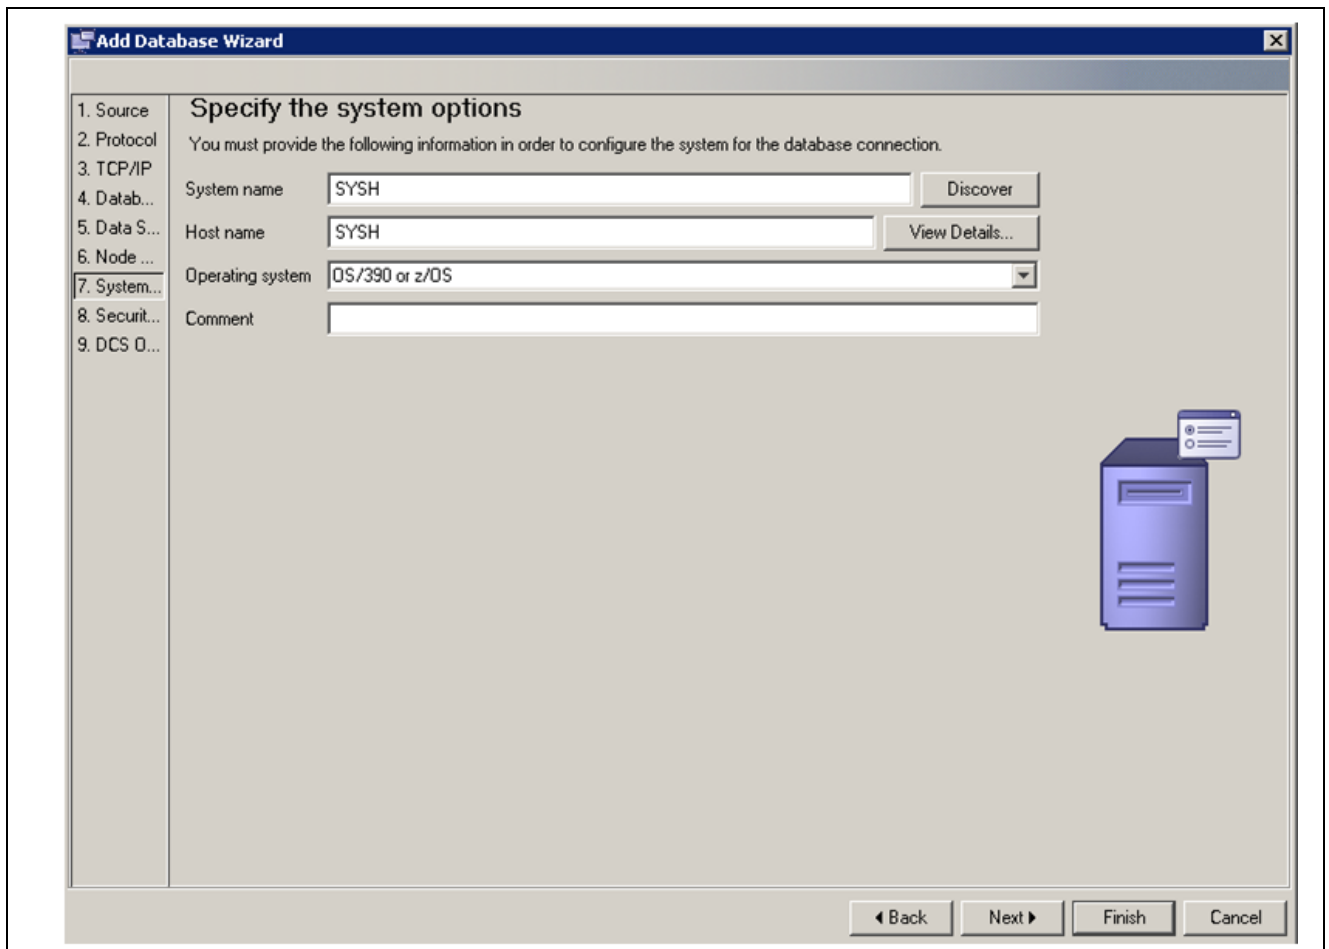 Add Database Wizard
1. Source
2. Protocol
3. TCP/IP
4. Datab...
5. Data S...
6. Node ...
7. System...
8. Securit...
9. DCS O...
Specify the system options
You must provide the following information in order to configure the system for the database connection.
System name SYSH Discover
Host name SYSH View Details...
Operating system OS/390 or z/OS
Comment
Back Next Finish Cancel